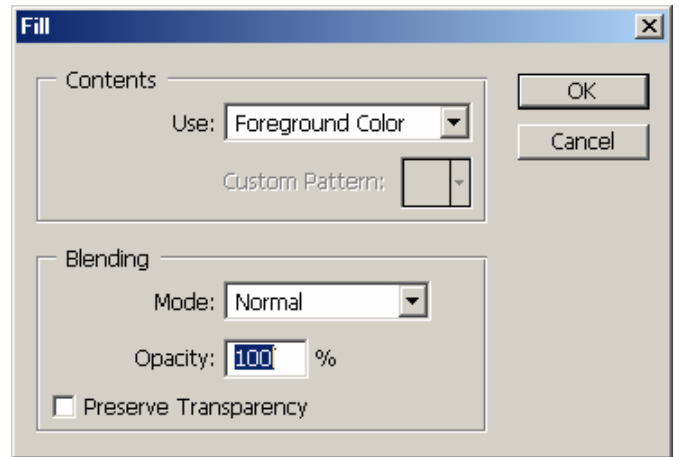 Fill
Contents
Use: Foreground Color
Custom Pattern:
OK
Cancel
Blending
Mode: Normal
Opacity: 100 %
Preserve Transparency